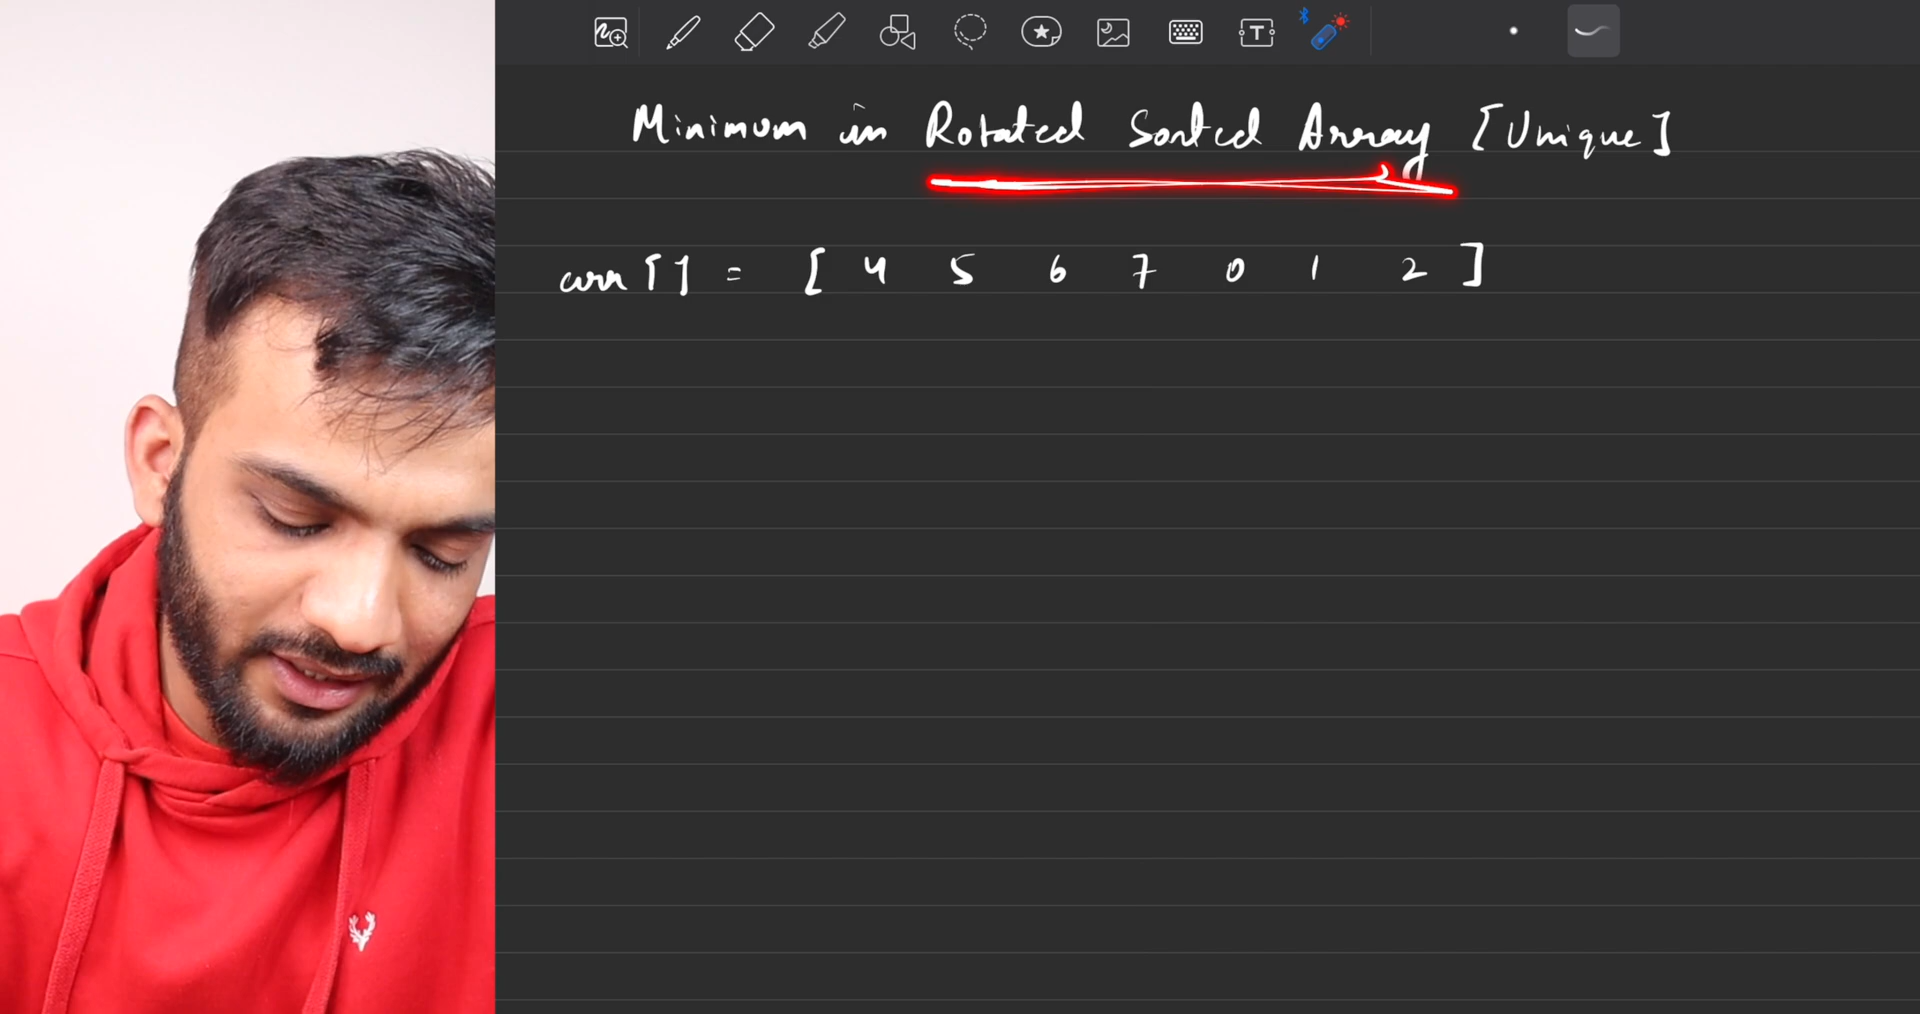 Minimum in Rotated Sorted Array [Unique]
arr[] = [ 4 5 6 7 0 1 2 ]